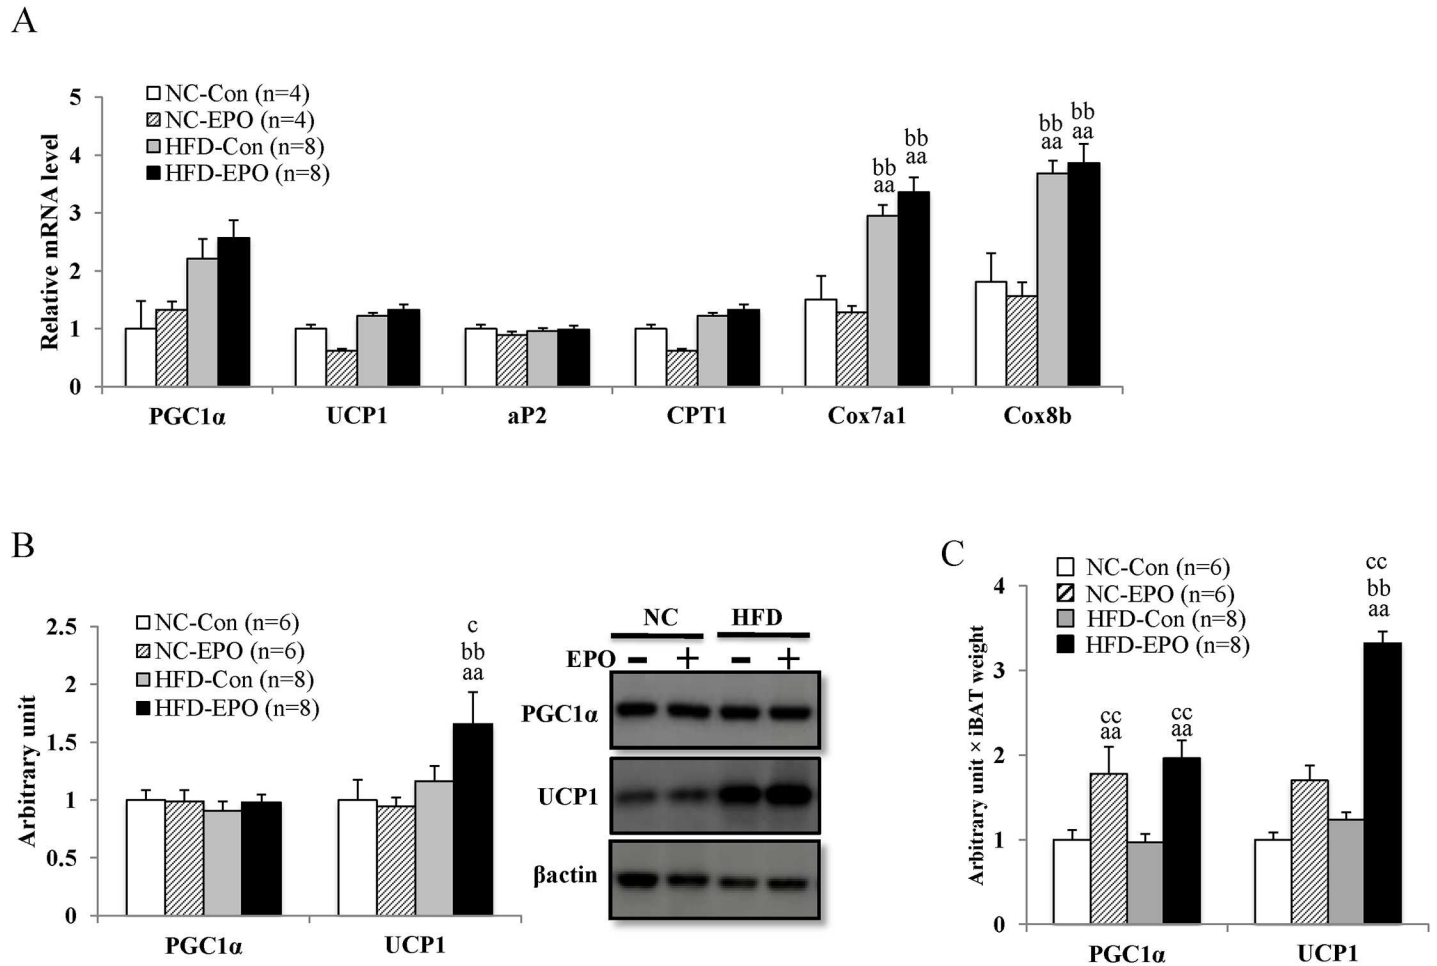 A
NC-Con (n=4)
NC-EPO (n=4)
HFD-Con (n=8)
HFD-EPO (n=8)
Relative mRNA level
5
4
3
2
1
0
bb
aa
bb
aa
bb
aa
bb
aa
PGC1α UCP1 aP2 CPT1 Cox7a1 Cox8b
B
NC-Con (n=6)
NC-EPO (n=6)
HFD-Con (n=8)
HFD-EPO (n=8)
Arbitrary unit
2.5
2
1.5
1
0.5
0
c
bb
aa
PGC1α UCP1
NC HFD
EPO − + − +
PGC1α
UCP1
βactin
C
NC-Con (n=6)
NC-EPO (n=6)
HFD-Con (n=8)
HFD-EPO (n=8)
Arbitrary unit × iBAT weight
4
3
2
1
0
cc
aa
cc
aa
cc
bb
aa
PGC1α UCP1